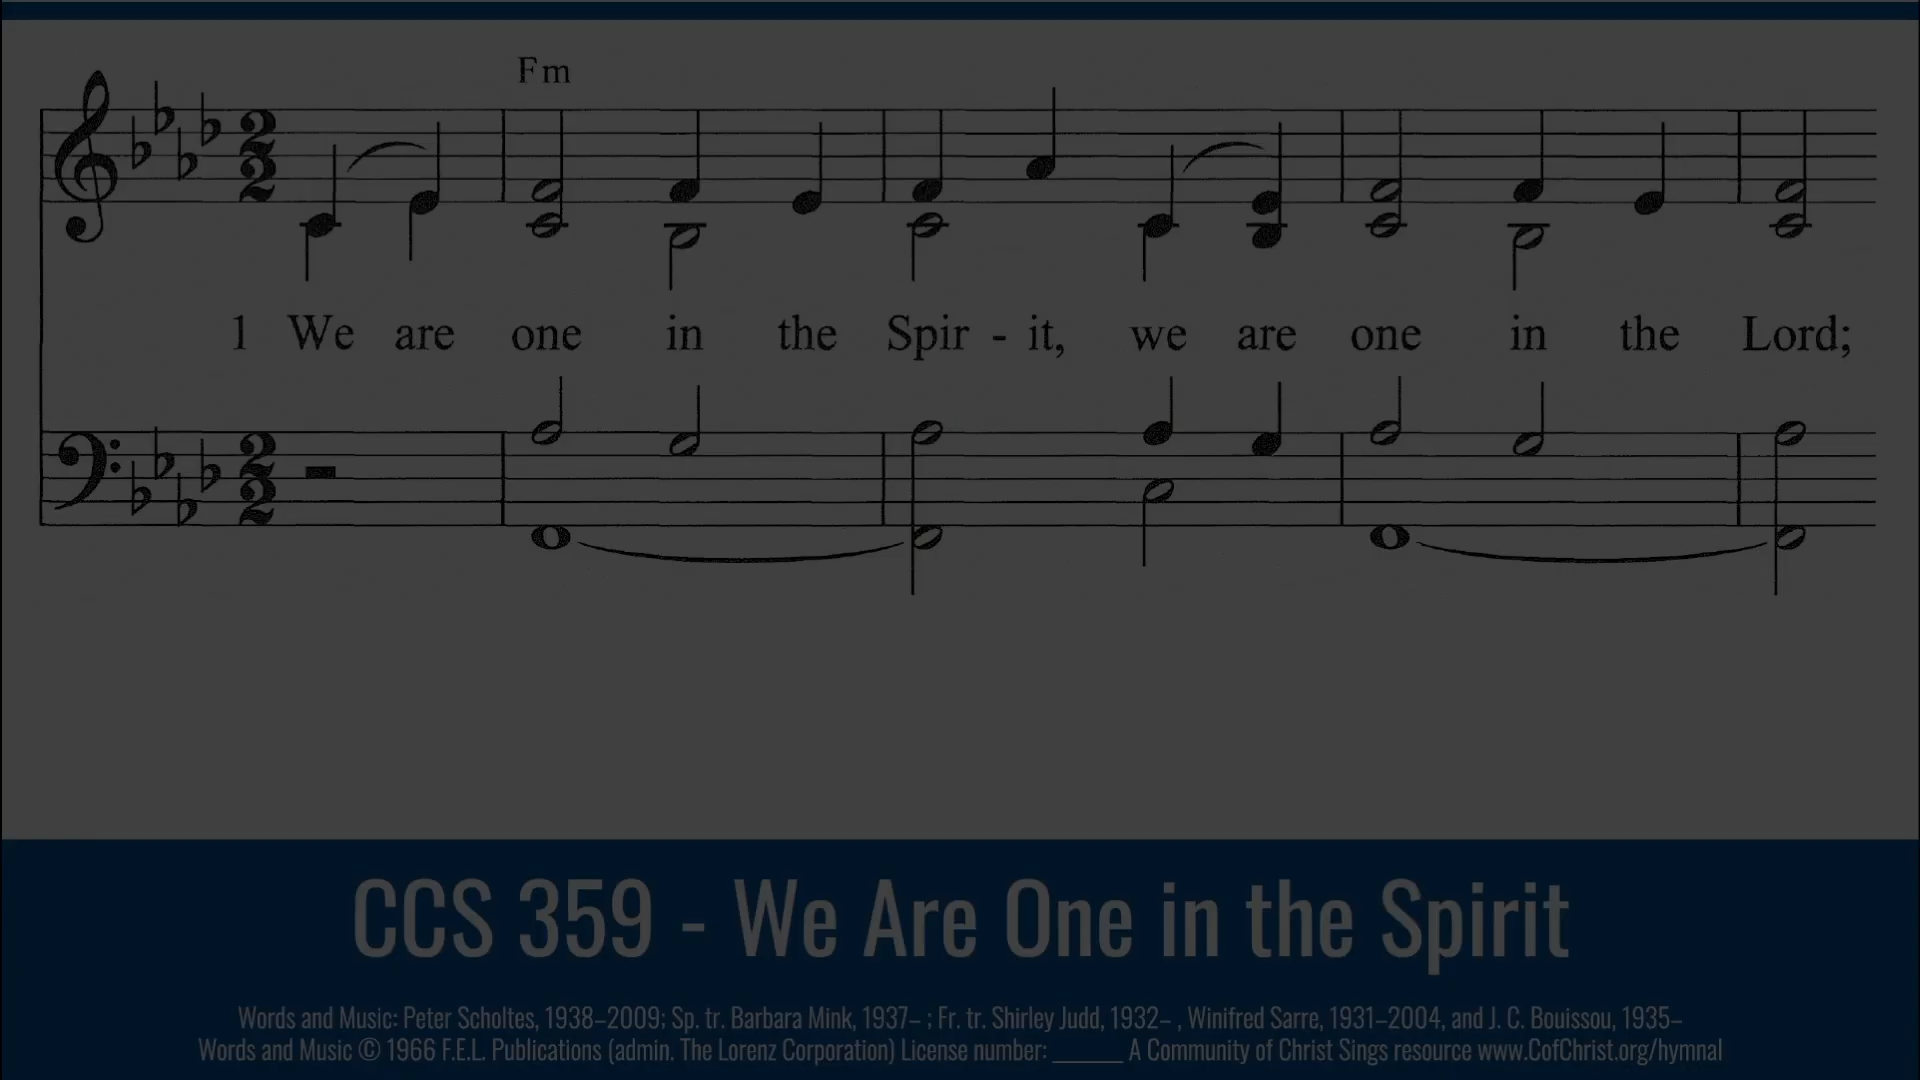 Fm
1 We are one in the Spir - it, we are one in the Lord;
CCS 359 - We Are One in the Spirit
Words and Music: Peter Scholtes, 1938–2009; Sp. tr. Barbara Mink, 1937– ; Fr. tr. Shirley Judd, 1932– , Winifred Sarre, 1931–2004, and J. C. Bouissou, 1935–
Words and Music © 1966 F.E.L. Publications (admin. The Lorenz Corporation) License number: ______ A Community of Christ Sings resource www.CofChrist.org/hymnal